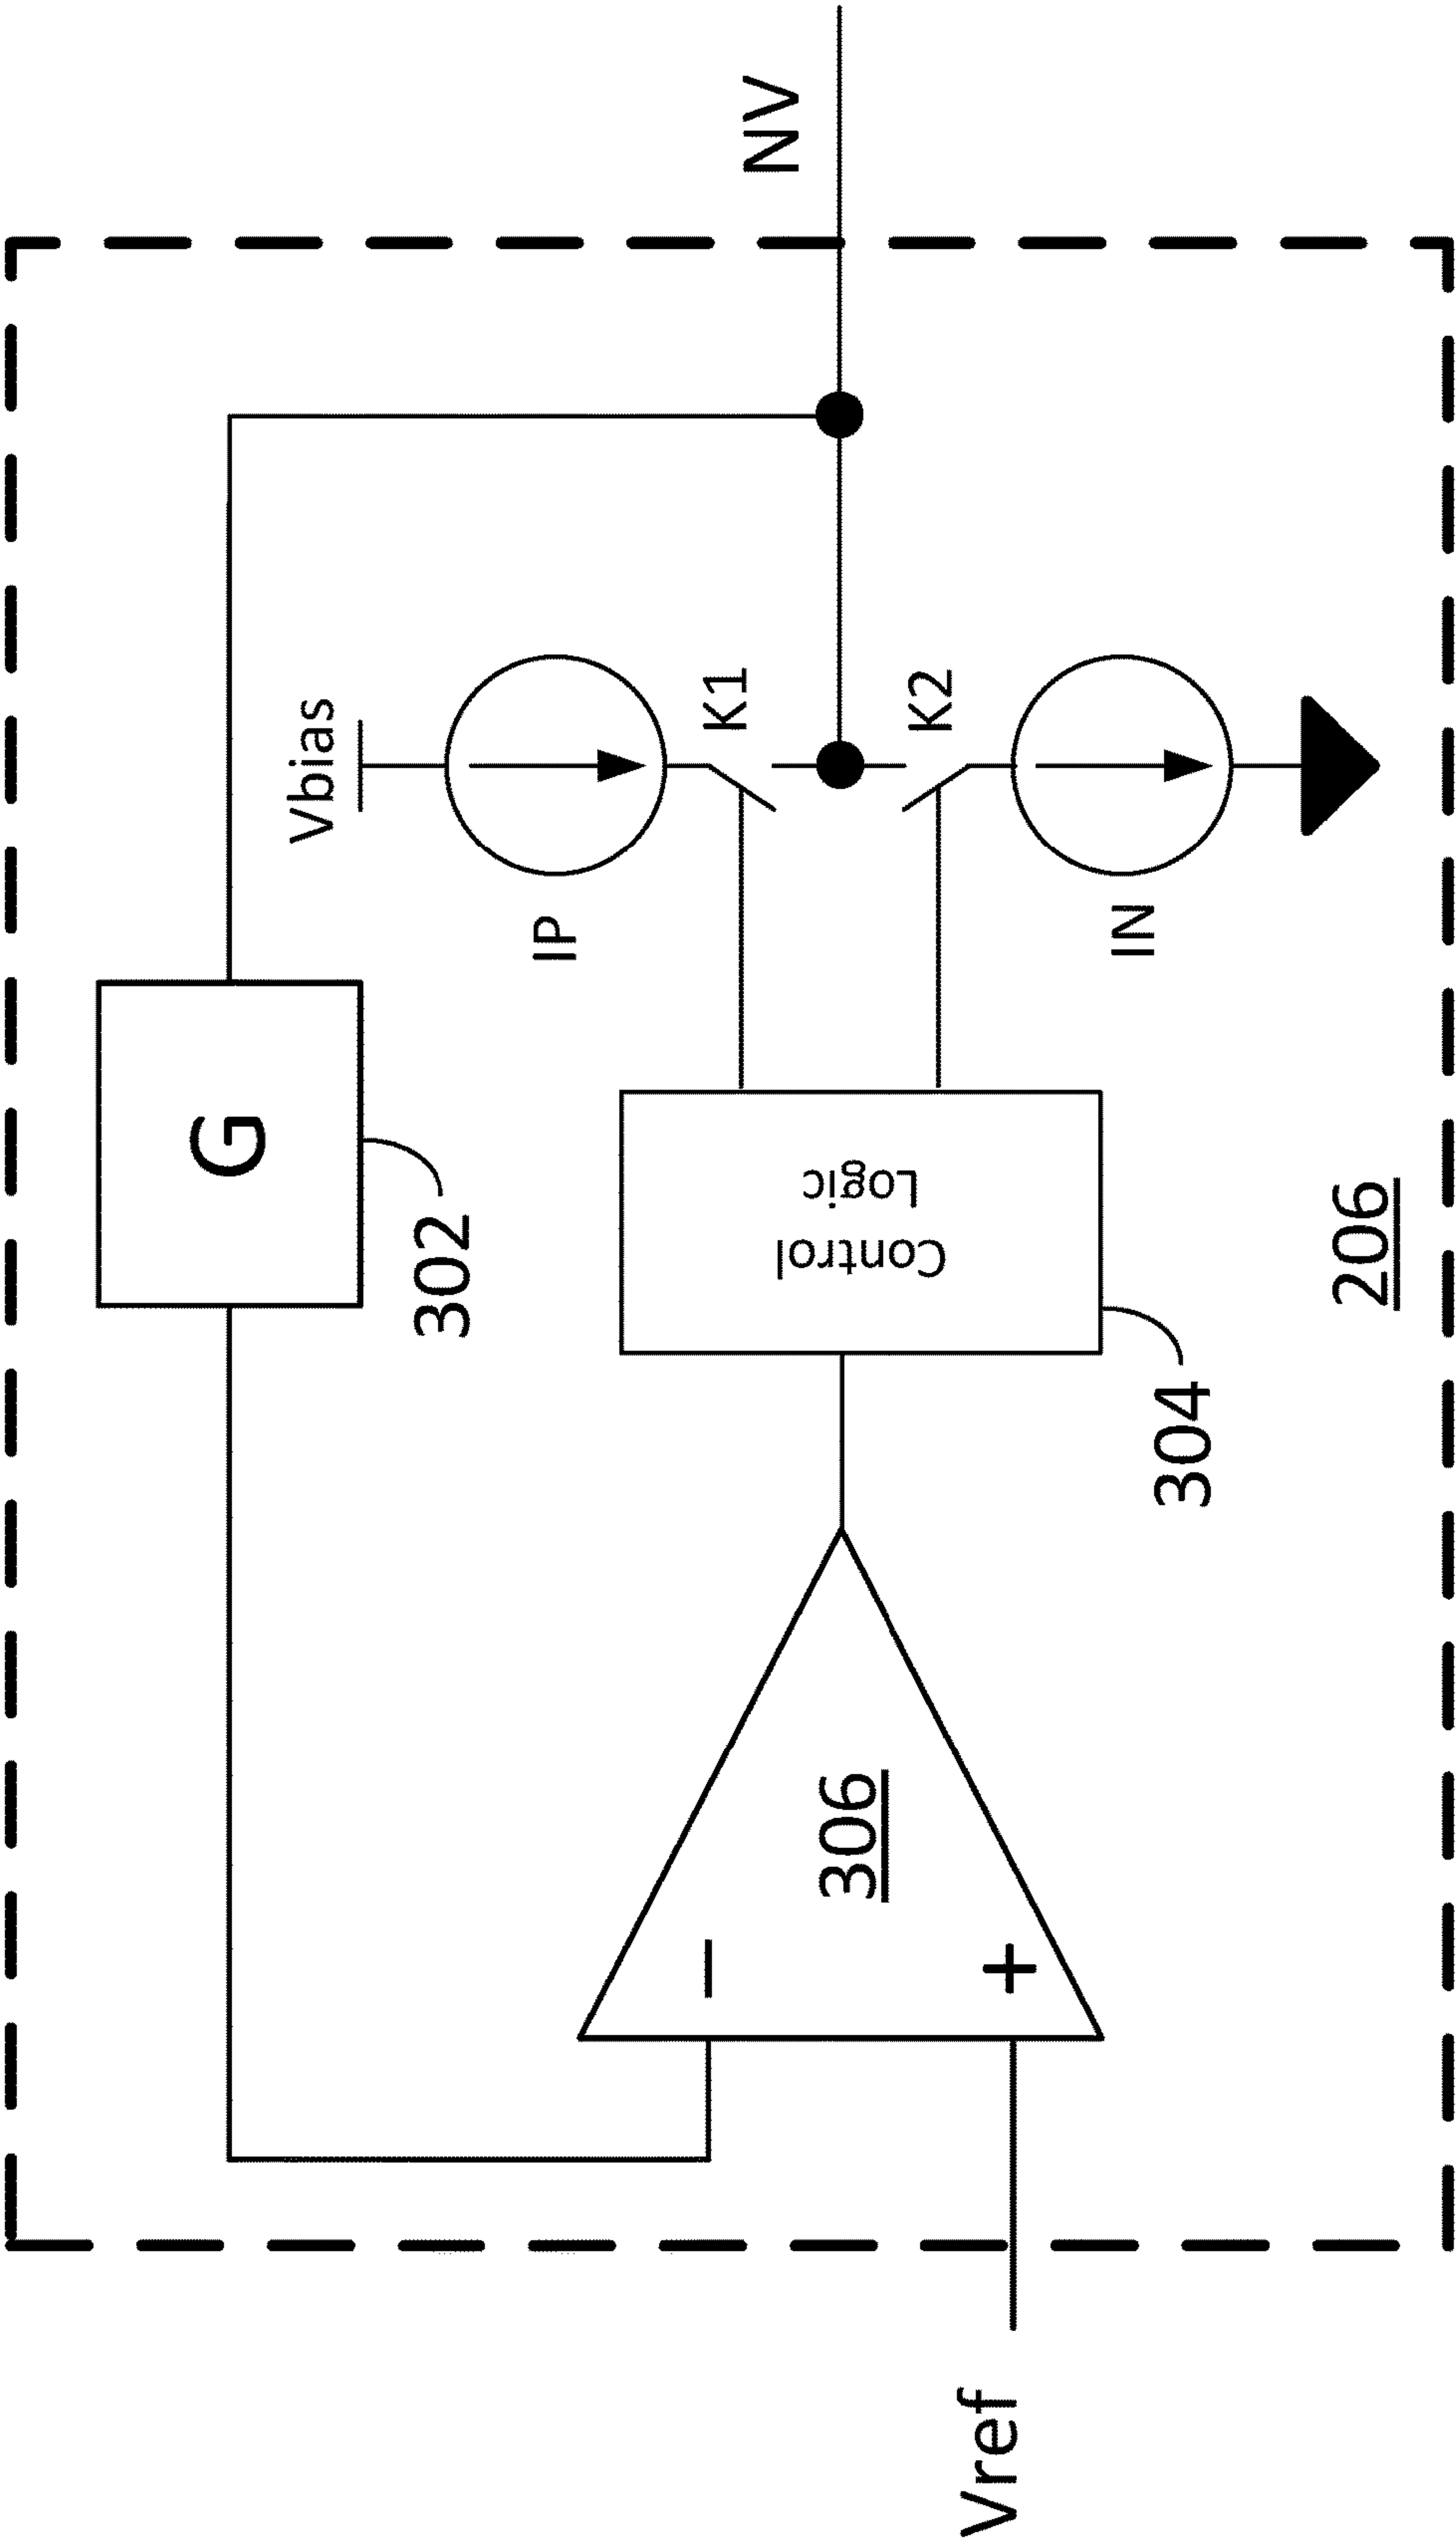 G
302
Vbias
IP
K1
NV
K2
IN
Control
Logic
304
306
−
+
Vref
206